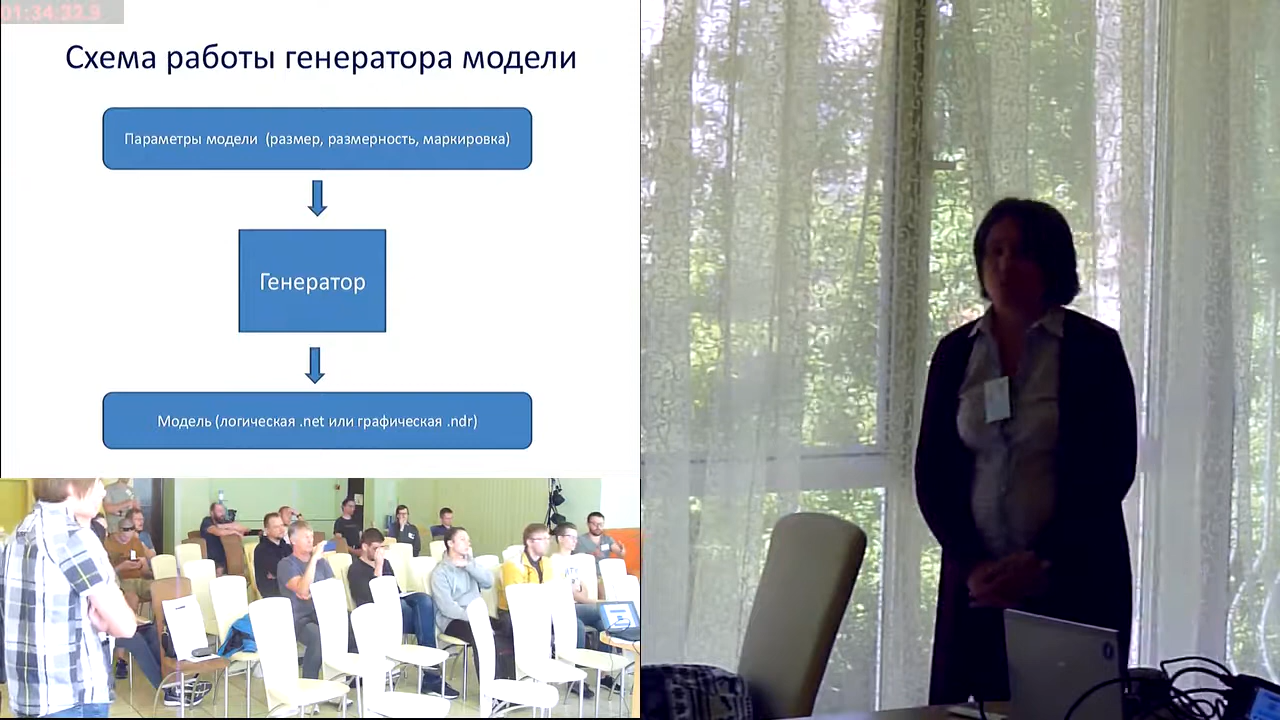 01:34:22.9
Схема работы генератора модели
Параметры модели (размер, размерность, маркировка)
Генератор
Модель (логическая .net или графическая .ndr)